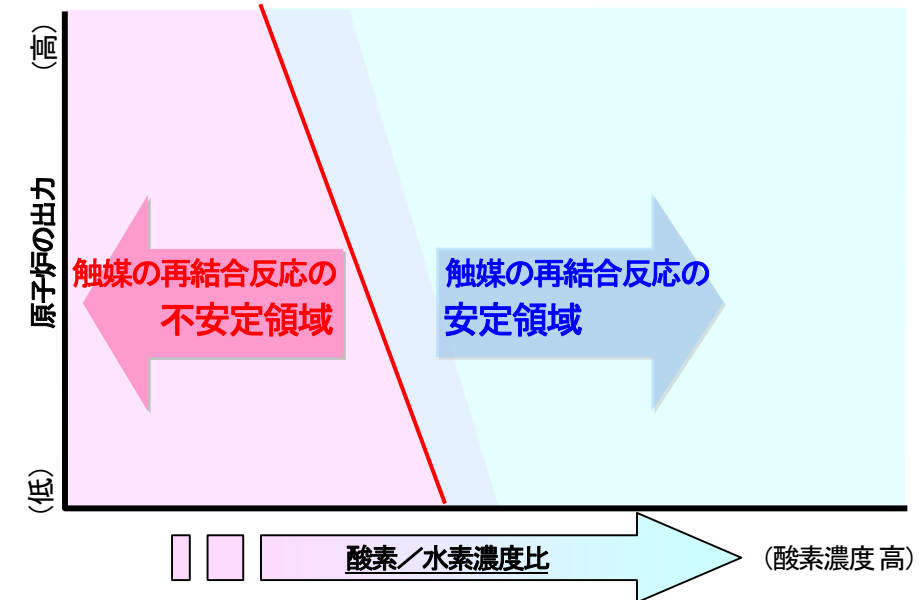 （高）
原子炉の出力
（低）
触媒の再結合反応の
不安定領域
触媒の再結合反応の
安定領域
酸素／水素濃度比
（酸素濃度 高）